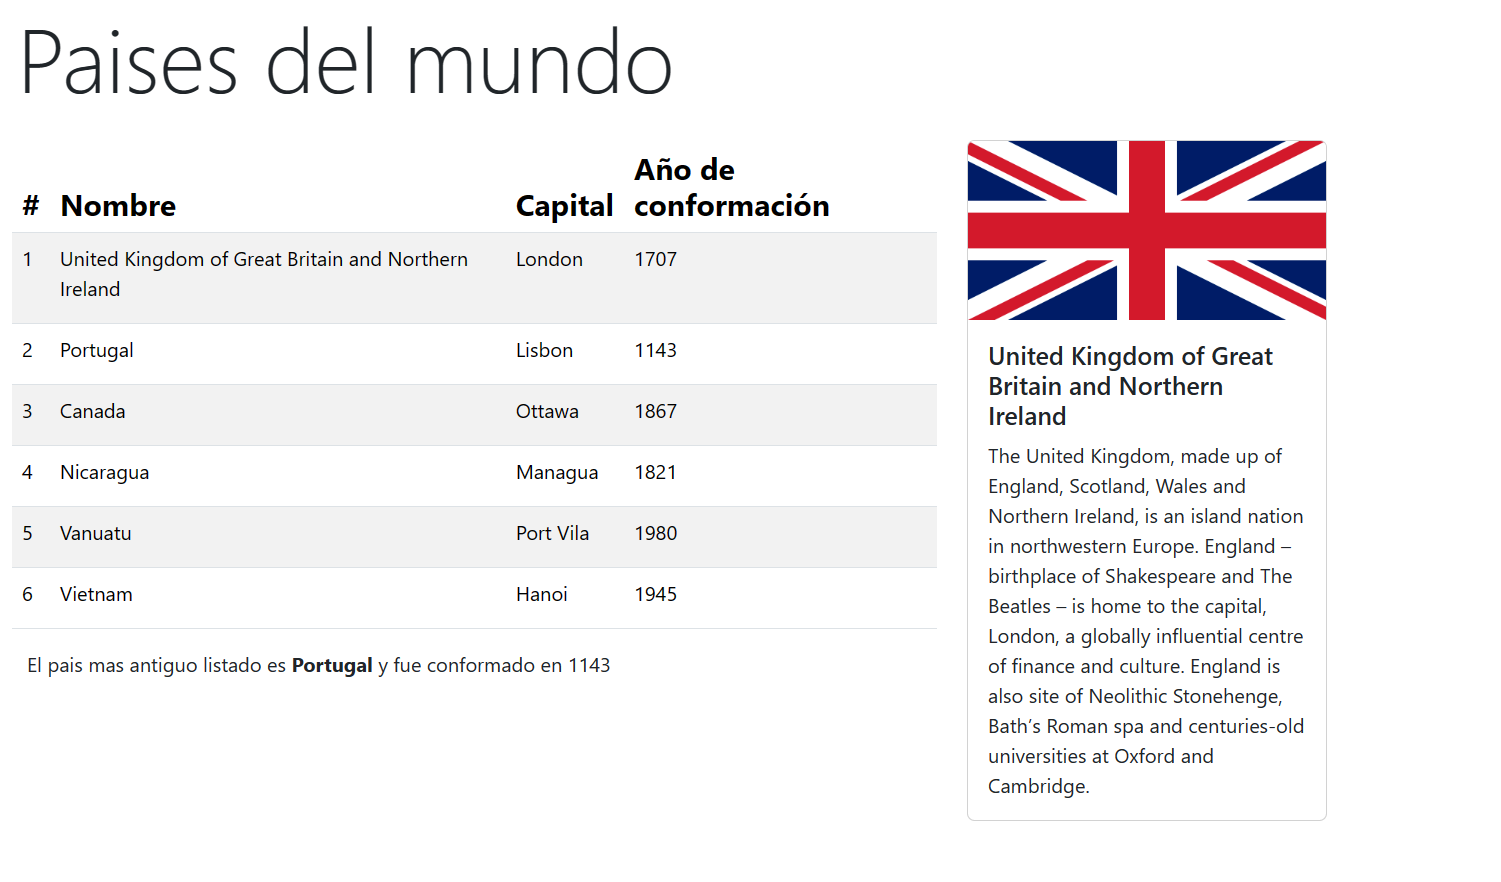 Paises del mundo
# Nombre Capital Año de conformación
1 United Kingdom of Great Britain and Northern Ireland London 1707
2 Portugal Lisbon 1143
3 Canada Ottawa 1867
4 Nicaragua Managua 1821
5 Vanuatu Port Vila 1980
6 Vietnam Hanoi 1945
El pais mas antiguo listado es Portugal y fue conformado en 1143
United Kingdom of Great
Britain and Northern
Ireland
The United Kingdom, made up of
England, Scotland, Wales and
Northern Ireland, is an island nation
in northwestern Europe. England –
birthplace of Shakespeare and The
Beatles – is home to the capital,
London, a globally influential centre
of finance and culture. England is
also site of Neolithic Stonehenge,
Bath’s Roman spa and centuries-old
universities at Oxford and
Cambridge.